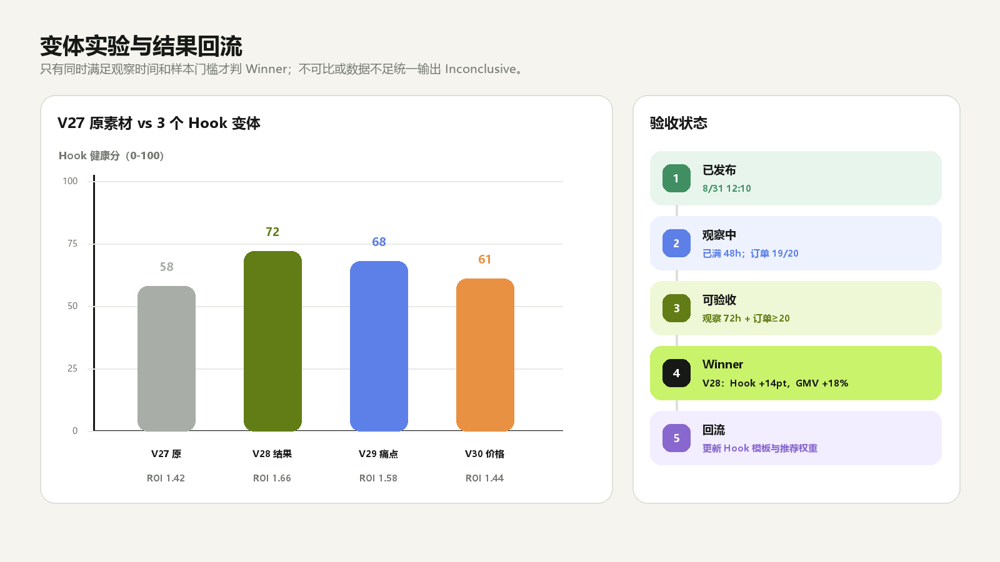 变体实验与结果回流
只有同时满足观察时间和样本门槛才判 Winner；不可比或数据不足统一输出 Inconclusive。
V27 原素材 vs 3 个 Hook 变体
Hook 健康分（0-100）
100
75
50
25
0
58
72
68
61
V27 原
V28 结果
V29 痛点
V30 价格
ROI 1.42
ROI 1.66
ROI 1.58
ROI 1.44
验收状态
1
已发布
8/31 12:10
2
观察中
已满 48h；订单 19/20
3
可验收
观察 72h + 订单≥20
4
Winner
V28：Hook +14pt，GMV +18%
5
回流
更新 Hook 模板与推荐权重